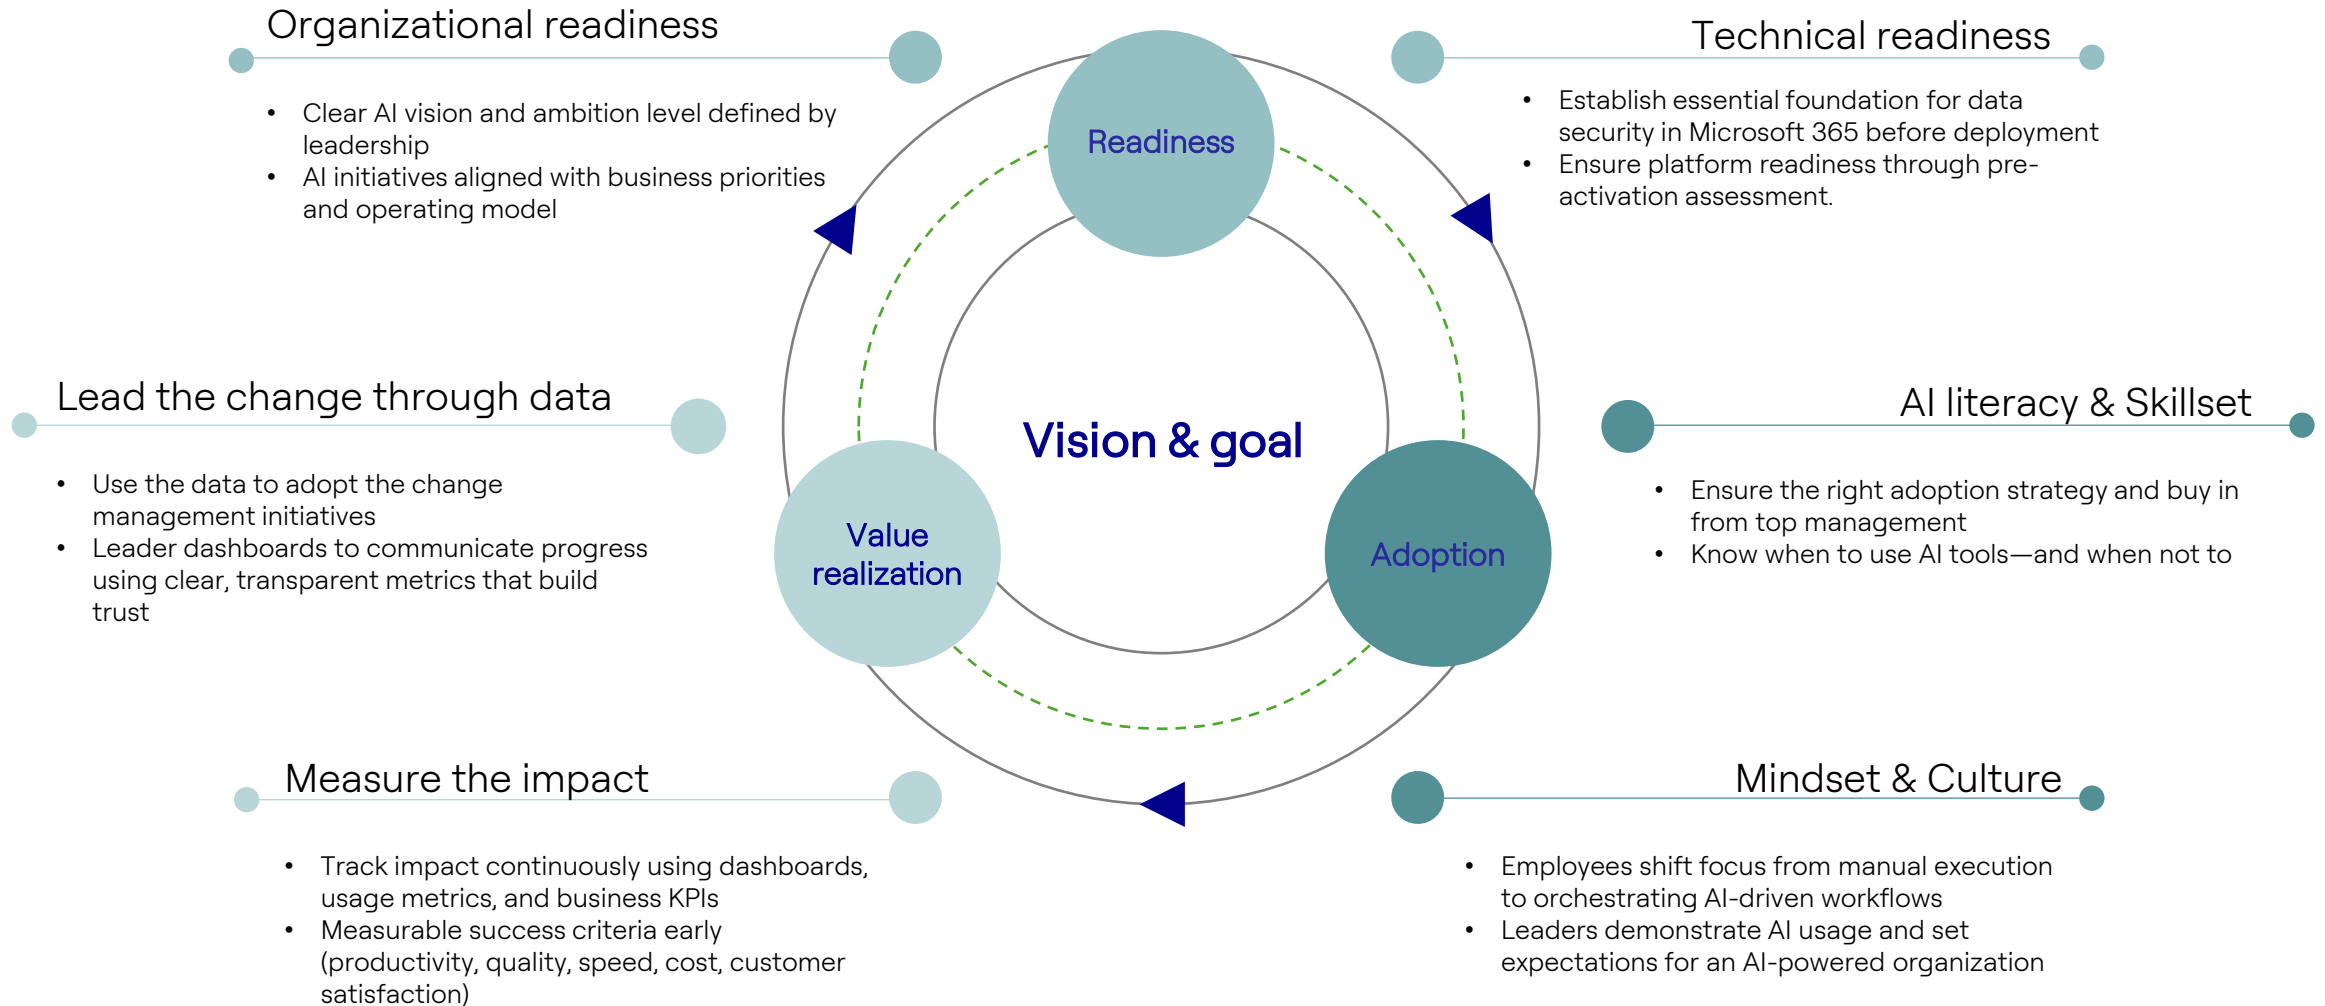 Organizational readiness
• Clear AI vision and ambition level defined by
leadership
• AI initiatives aligned with business priorities
and operating model
Technical readiness
• Establish essential foundation for data
security in Microsoft 365 before deployment
• Ensure platform readiness through pre-
activation assessment.
Readiness
Lead the change through data
• Use the data to adopt the change
management initiatives
• Leader dashboards to communicate progress
using clear, transparent metrics that build
trust
Vision & goal
Value
realization
Adoption
AI literacy & Skillset
• Ensure the right adoption strategy and buy in
from top management
• Know when to use AI tools—and when not to
Measure the impact
• Track impact continuously using dashboards,
usage metrics, and business KPIs
• Measurable success criteria early
(productivity, quality, speed, cost, customer
satisfaction)
Mindset & Culture
• Employees shift focus from manual execution
to orchestrating AI-driven workflows
• Leaders demonstrate AI usage and set
expectations for an AI-powered organization